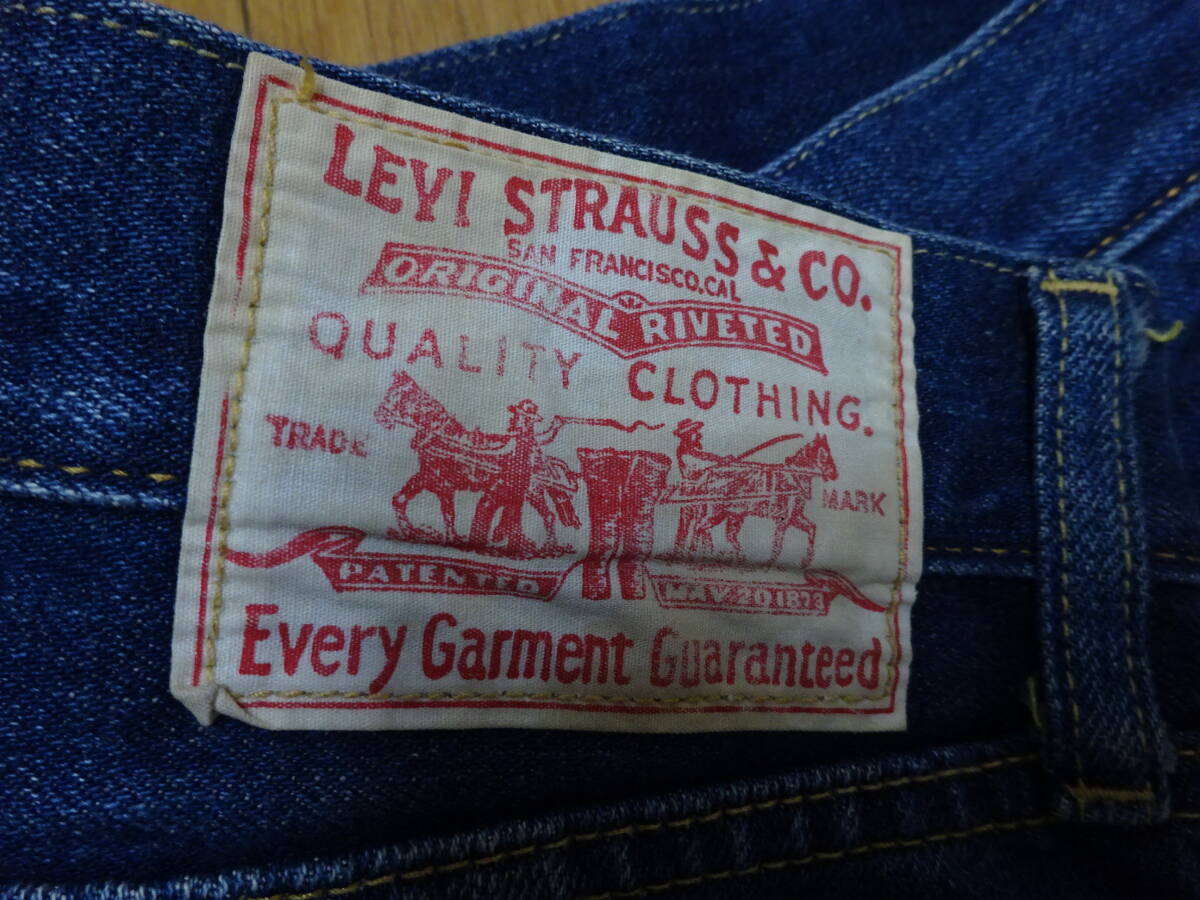 LEVI STRAUSS & CO.
SAN FRANCISCO.CAL
ORIGINAL RIVETED
QUALITY CLOTHING.
TRADE MARK
PATENTED MAY 20 1873
Every Garment Guaranteed